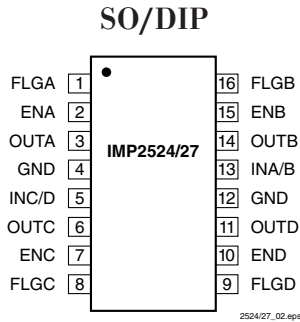 SO/DIP
FLGA 1 16 FLGB
ENA 2 15 ENB
OUTA 3 14 OUTB
IMP2524/27
GND 4 13 INA/B
INC/D 5 12 GND
OUTC 6 11 OUTD
ENC 7 10 END
FLGC 8 9 FLGD
2524/27_02.eps